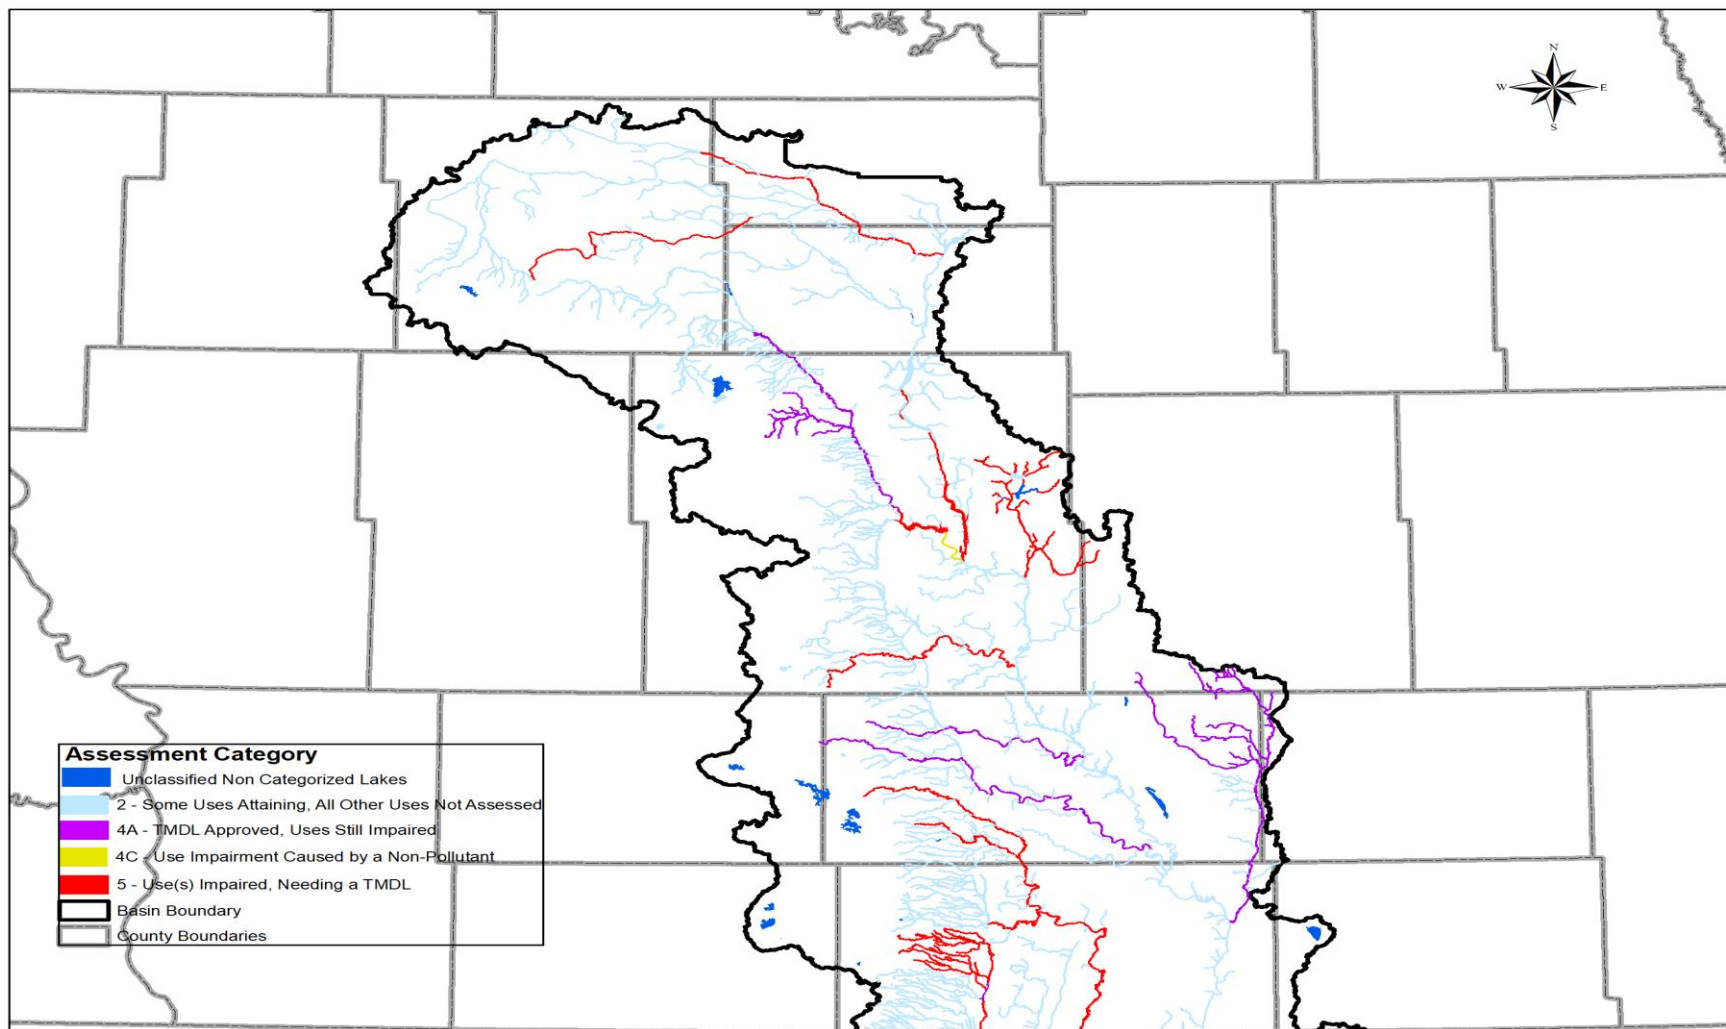 N
W E
S
Assessment Category
Unclassified Non Categorized Lakes
2 - Some Uses Attaining, All Other Uses Not Assessed
4A - TMDL Approved, Uses Still Impaired
4C - Use Impairment Caused by a Non-Pollutant
5 - Use(s) Impaired, Needing a TMDL
Basin Boundary
County Boundaries